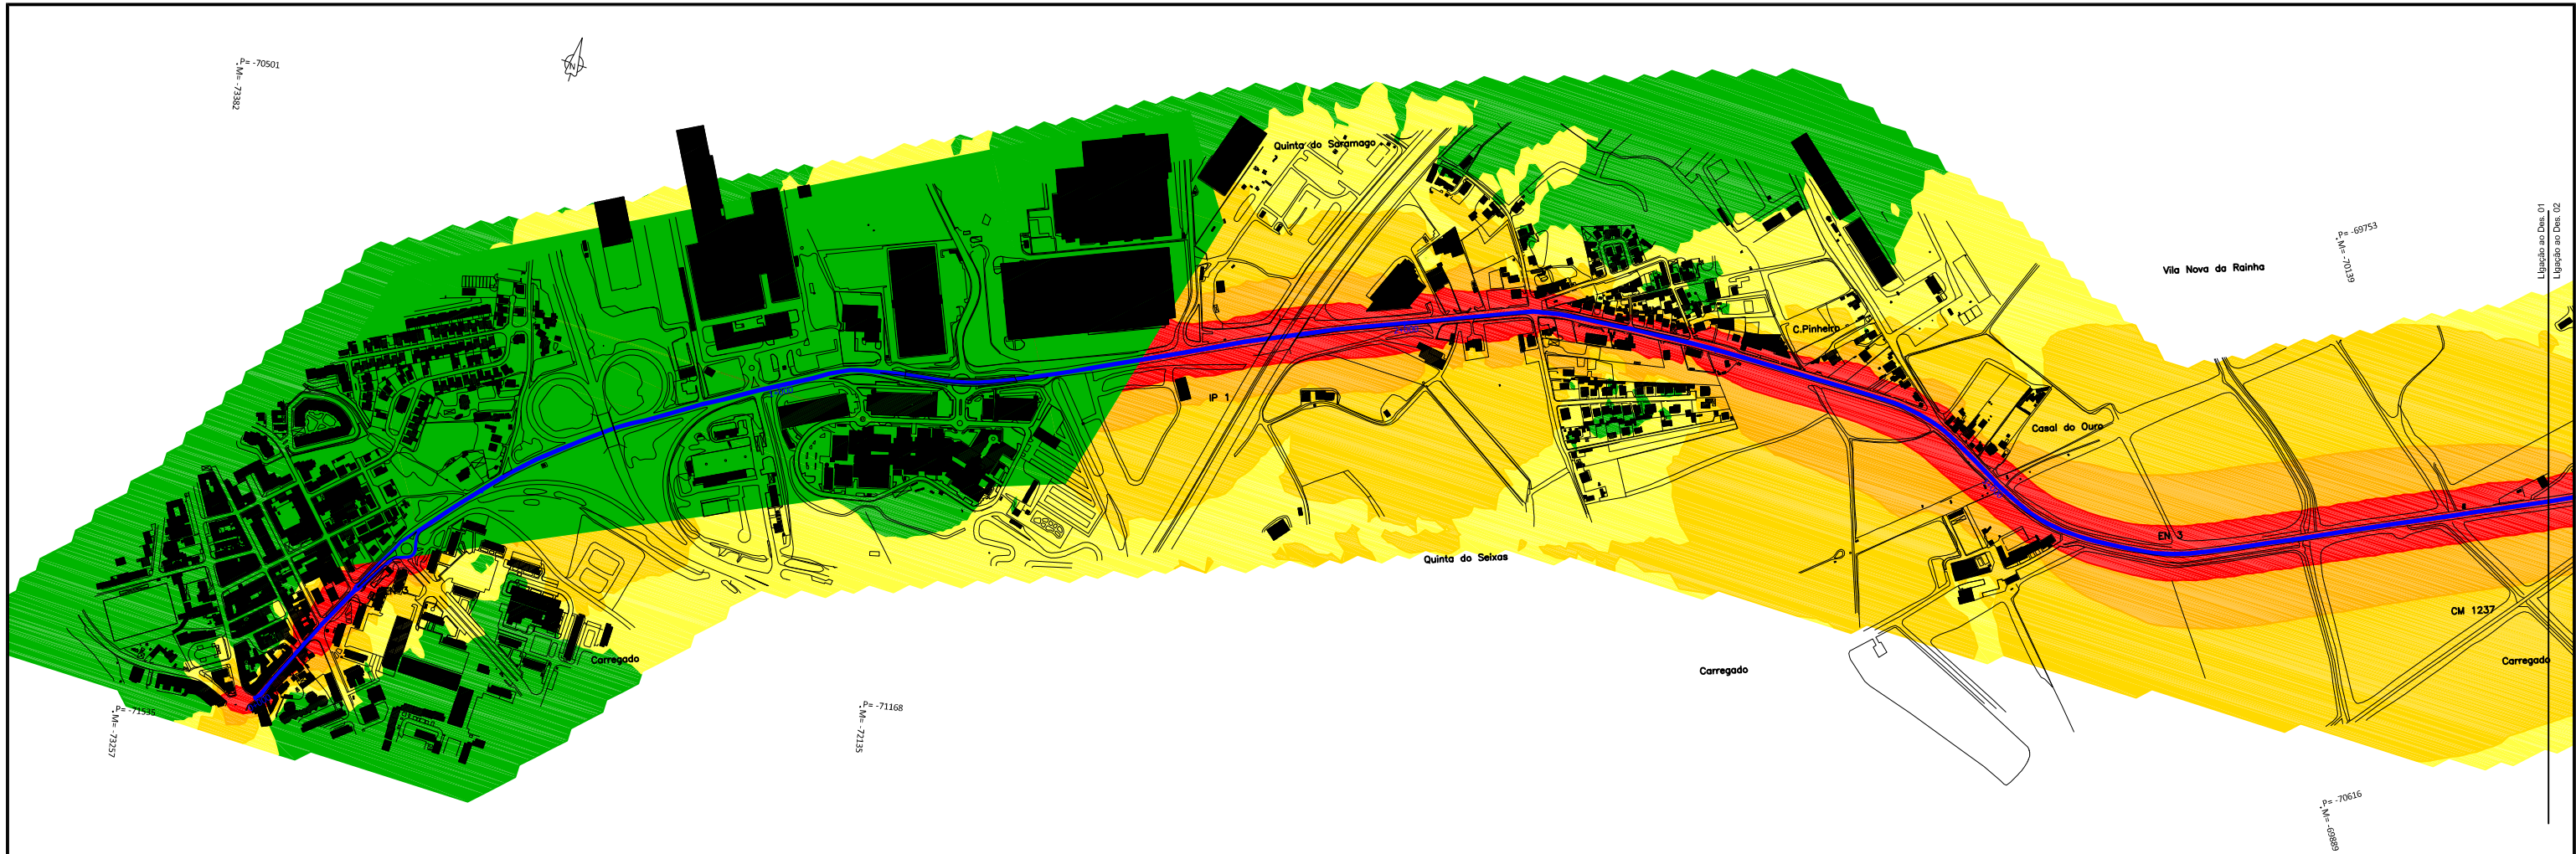 P= -70501
M= -73382
N
Quinta do Saramago
Ligação ao Des. 01
Ligação ao Des. 02
P= -69753
M= -70139
Vila Nova da Rainha
C.Pinheiro
IP 1
Casal do Ouro
EN 3
Quinta do Seixas
CM 1237
Carregado
Carregado
Carregado
P= -71535
M= -73257
P= -71168
M= -72135
P= -70616
M= -69889